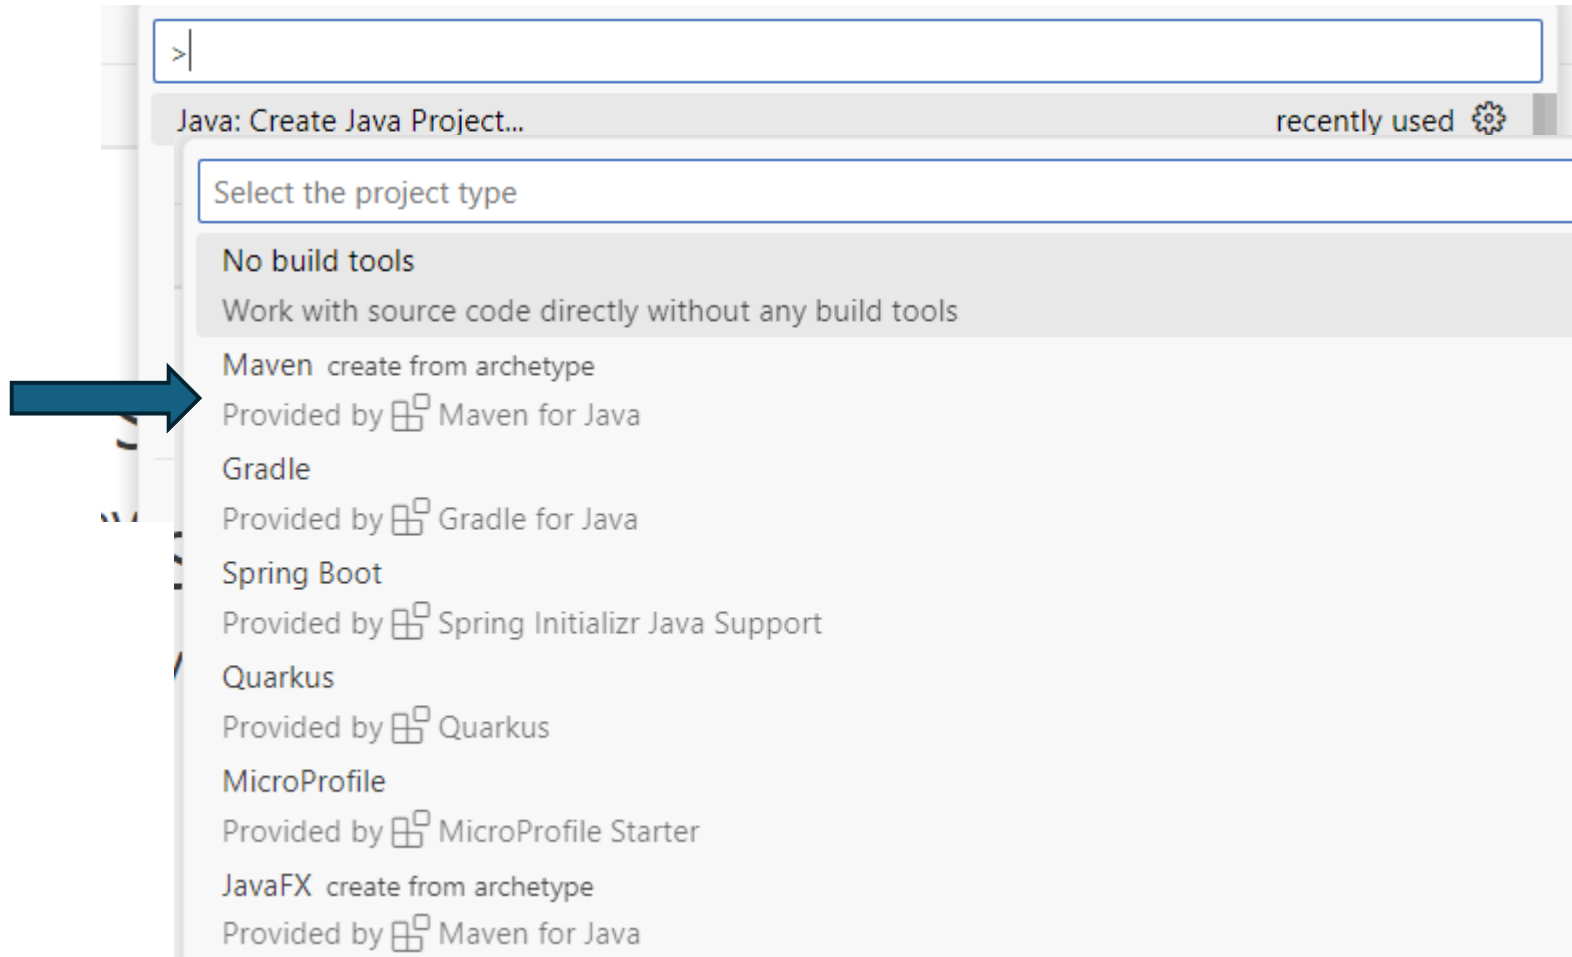 >
Java: Create Java Project... recently used
Select the project type
No build tools
Work with source code directly without any build tools
Maven create from archetype
Provided by Maven for Java
Gradle
Provided by Gradle for Java
Spring Boot
Provided by Spring Initializr Java Support
Quarkus
Provided by Quarkus
MicroProfile
Provided by MicroProfile Starter
JavaFX create from archetype
Provided by Maven for Java